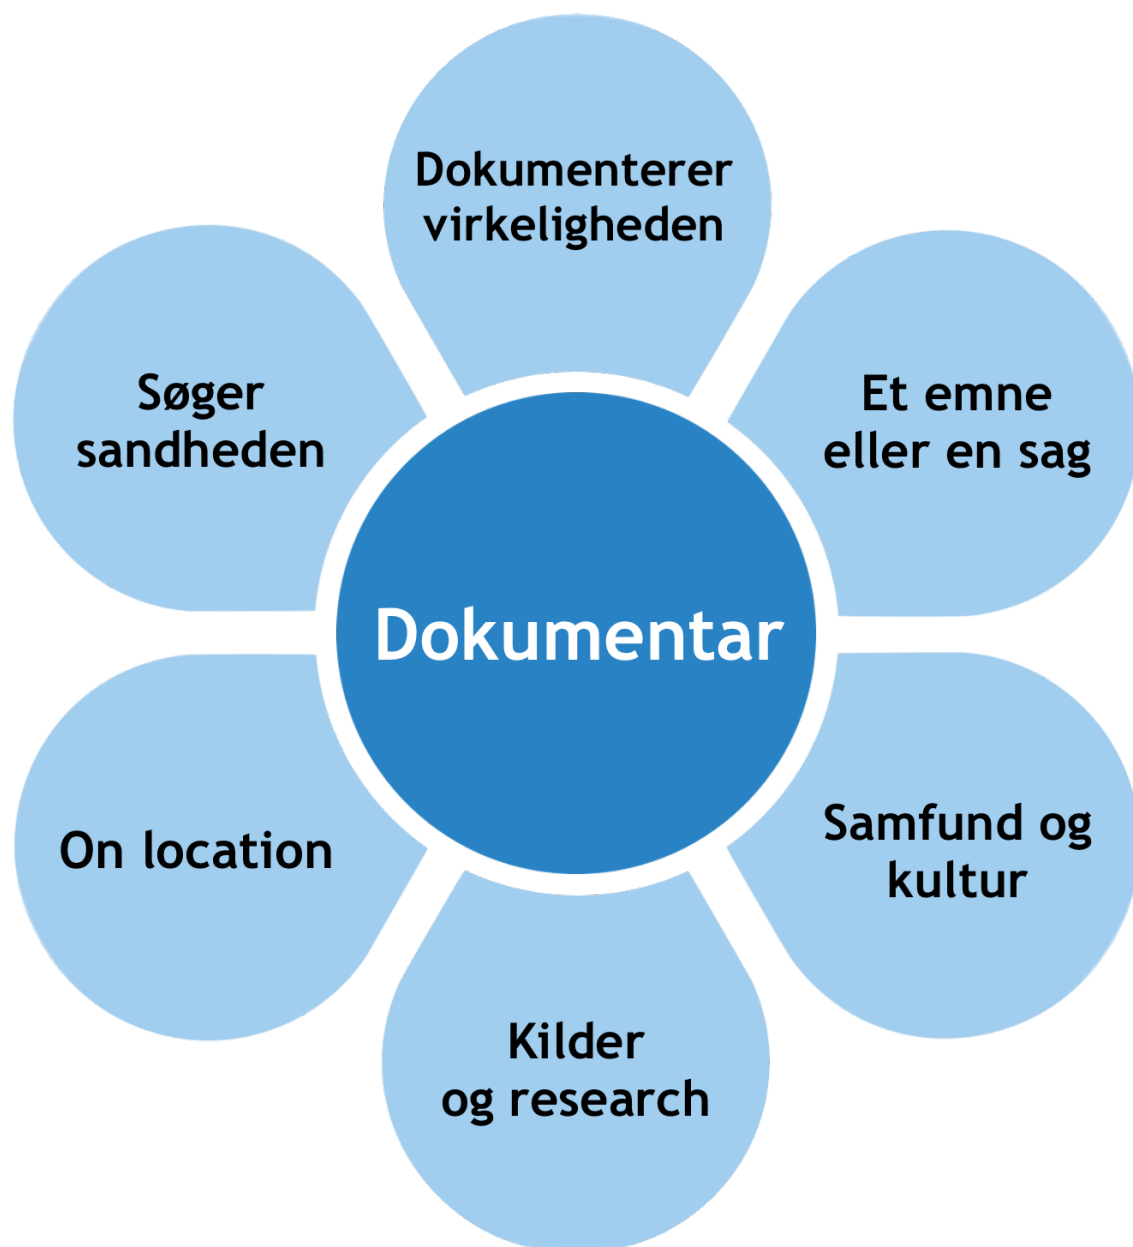 Dokumenterer
virkeligheden
Et emne
eller en sag
Samfund og
kultur
Kilder
og research
On location
Søger
sandheden
Dokumentar